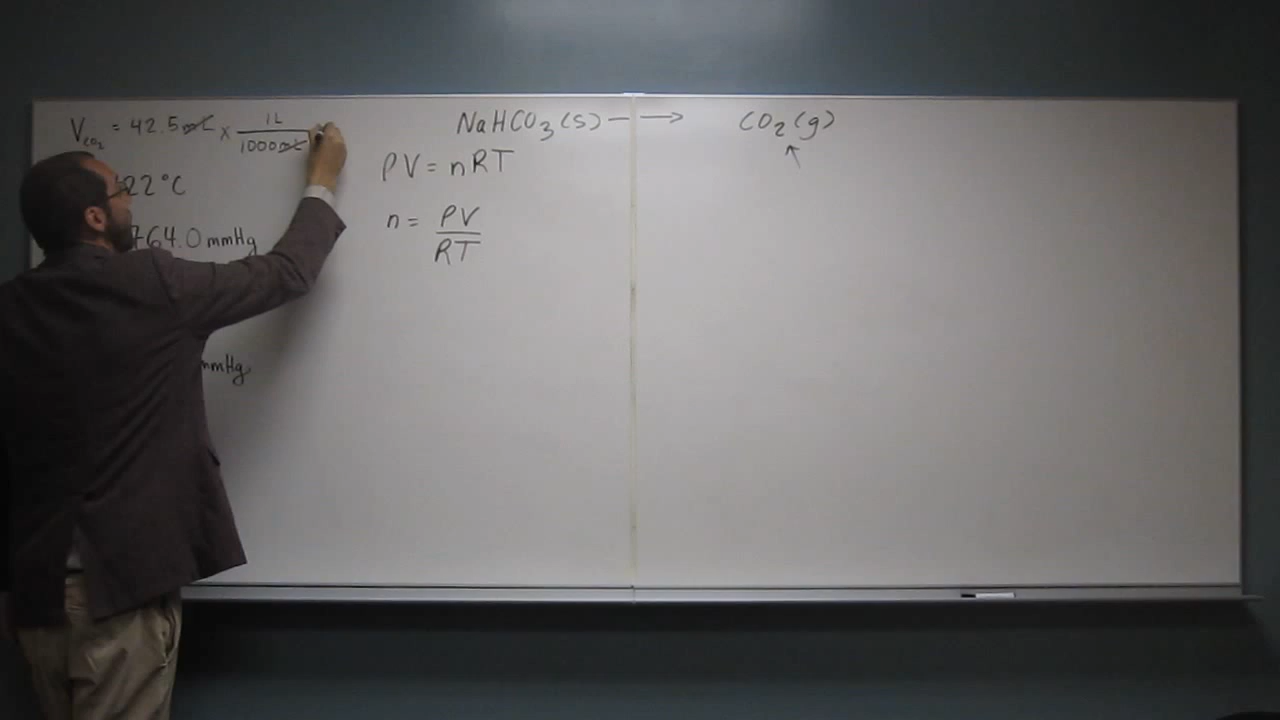 V_CO₂ = 42.5 mL × 1L / 1000 mL
22°C
764.0 mmHg
mmHg
NaHCO₃(s) — → CO₂(g)
↑
PV = nRT
n = PV / RT